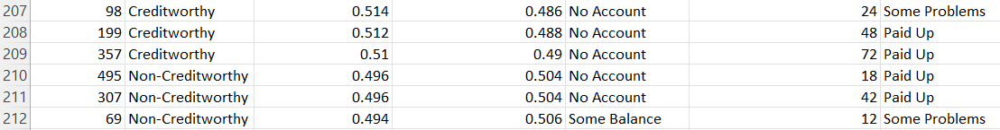 207 98 Creditworthy 0.514 0.486 No Account 24 Some Problems
208 199 Creditworthy 0.512 0.488 No Account 48 Paid Up
209 357 Creditworthy 0.51 0.49 No Account 72 Paid Up
210 495 Non-Creditworthy 0.496 0.504 No Account 18 Paid Up
211 307 Non-Creditworthy 0.496 0.504 No Account 42 Paid Up
212 69 Non-Creditworthy 0.494 0.506 Some Balance 12 Some Problems